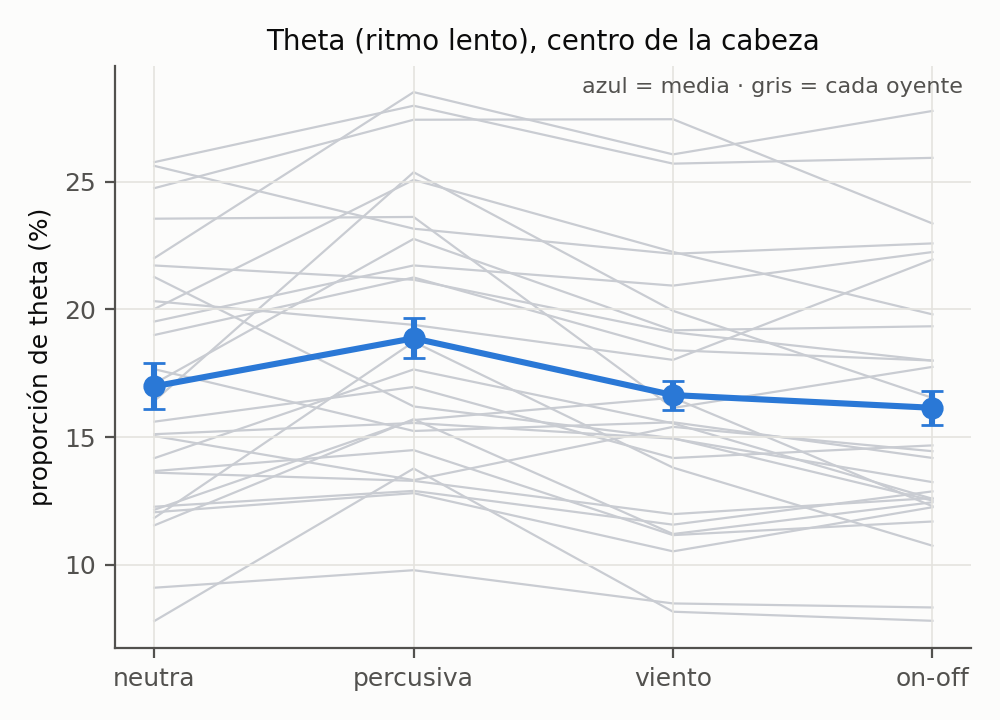 Theta (ritmo lento), centro de la cabeza
azul = media · gris = cada oyente
proporción de theta (%)
25
20
15
10
neutra
percusiva
viento
on-off